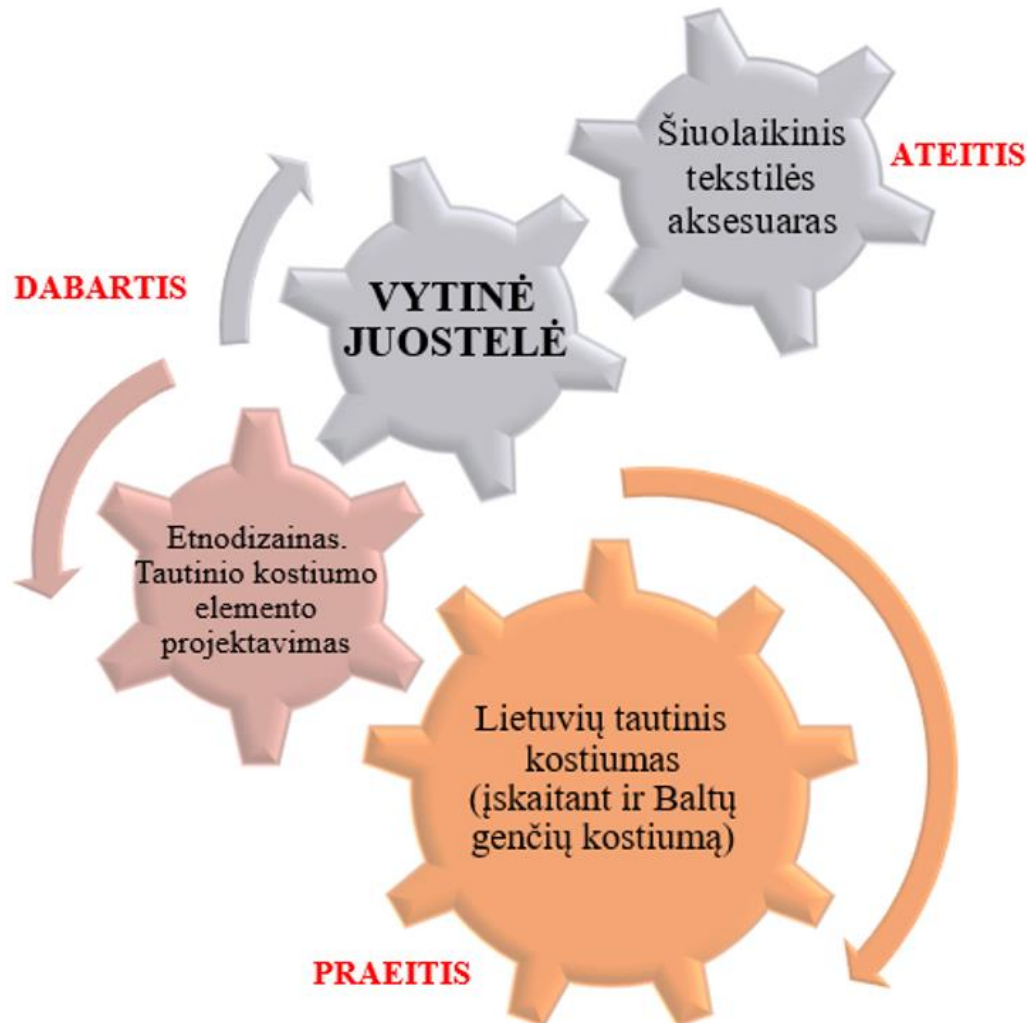 Šiuolaikinis
tekstilės
aksesuaras
ATEITIS
DABARTIS
VYTINĖ
JUOSTELĖ
Etnodizainas.
Tautinio kostiumo
elemento
projektavimas
Lietuvių tautinis
kostiumas
(įskaitant ir Baltų
genčių kostiumą)
PRAEITIS